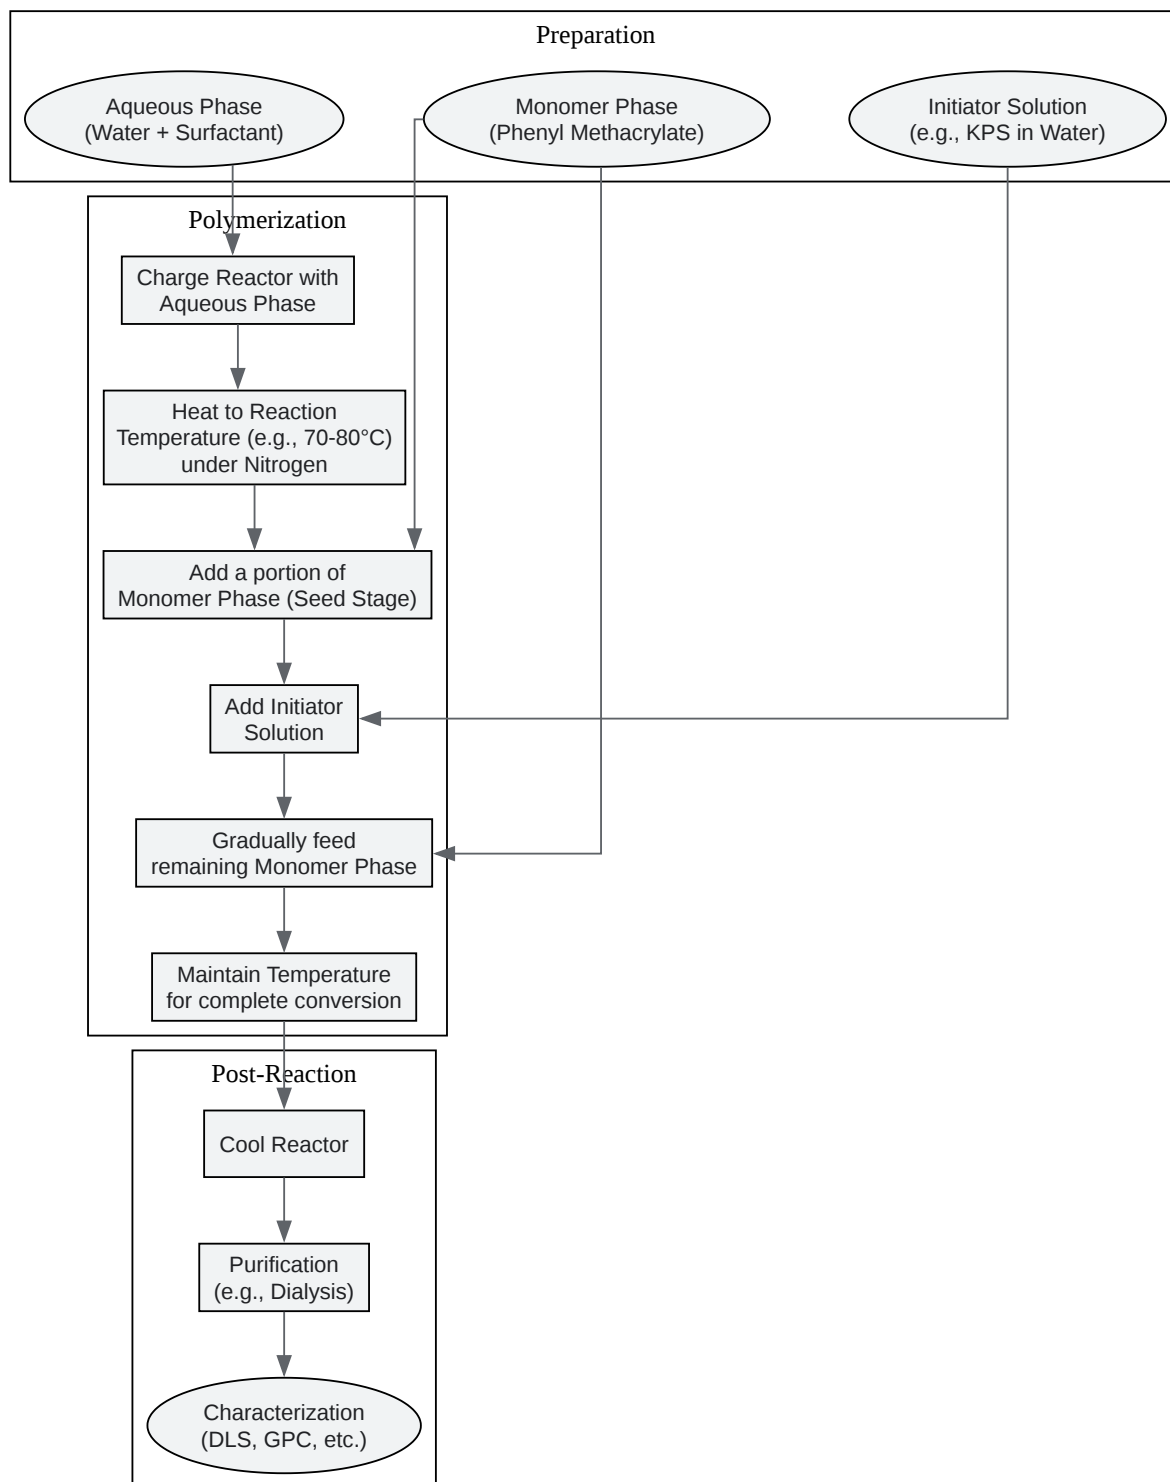 Preparation
Aqueous Phase
(Water + Surfactant)
Monomer Phase
(Phenyl Methacrylate)
Initiator Solution
(e.g., KPS in Water)
Polymerization
Charge Reactor with
Aqueous Phase
Heat to Reaction
Temperature (e.g., 70-80°C)
under Nitrogen
Add a portion of
Monomer Phase (Seed Stage)
Add Initiator
Solution
Gradually feed
remaining Monomer Phase
Maintain Temperature
for complete conversion
Post-Reaction
Cool Reactor
Purification
(e.g., Dialysis)
Characterization
(DLS, GPC, etc.)